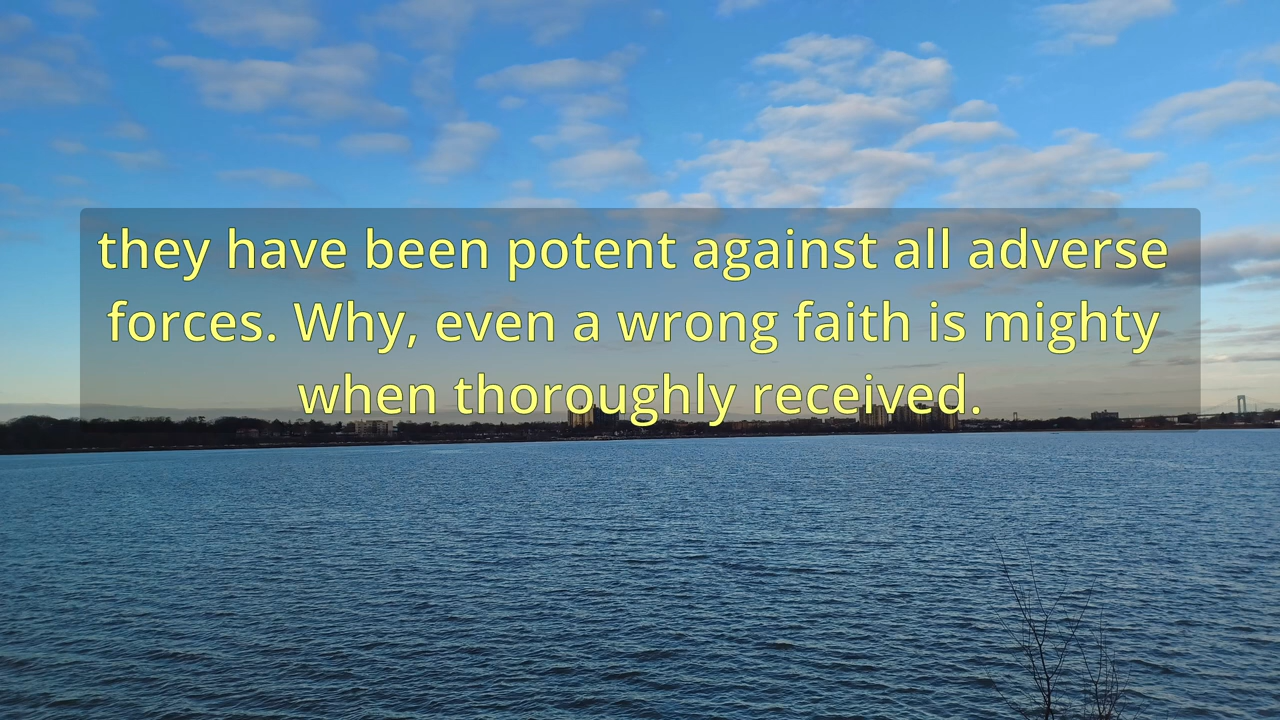 they have been potent against all adverse
forces. Why, even a wrong faith is mighty
when thoroughly received.